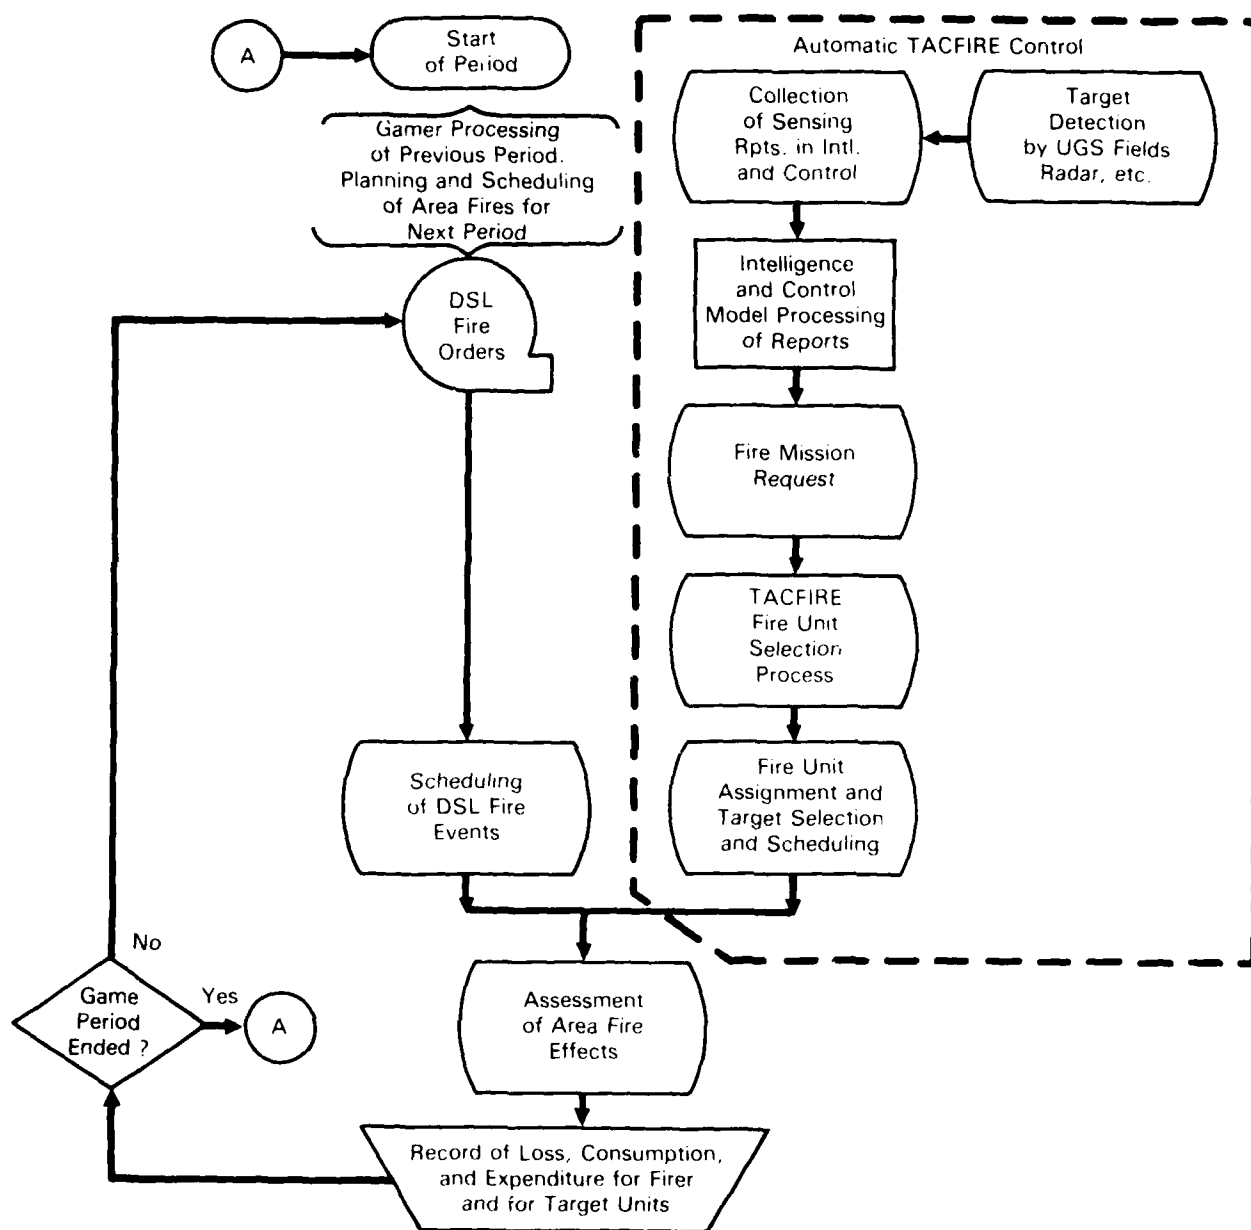 A
Start
of Period
Gamer Processing
of Previous Period.
Planning and Scheduling
of Area Fires for
Next Period
DSL
Fire
Orders
Scheduling
of DSL Fire
Events
Automatic TACFIRE Control
Collection
of Sensing
Rpts. in Intl.
and Control
Target
Detection
by UGS Fields
Radar, etc.
Intelligence
and Control
Model Processing
of Reports
Fire Mission
Request
TACFIRE
Fire Unit
Selection
Process
Fire Unit
Assignment and
Target Selection
and Scheduling
Assessment
of Area Fire
Effects
Record of Loss, Consumption,
and Expenditure for Firer
and for Target Units
Game
Period
Ended ?
No
Yes
A